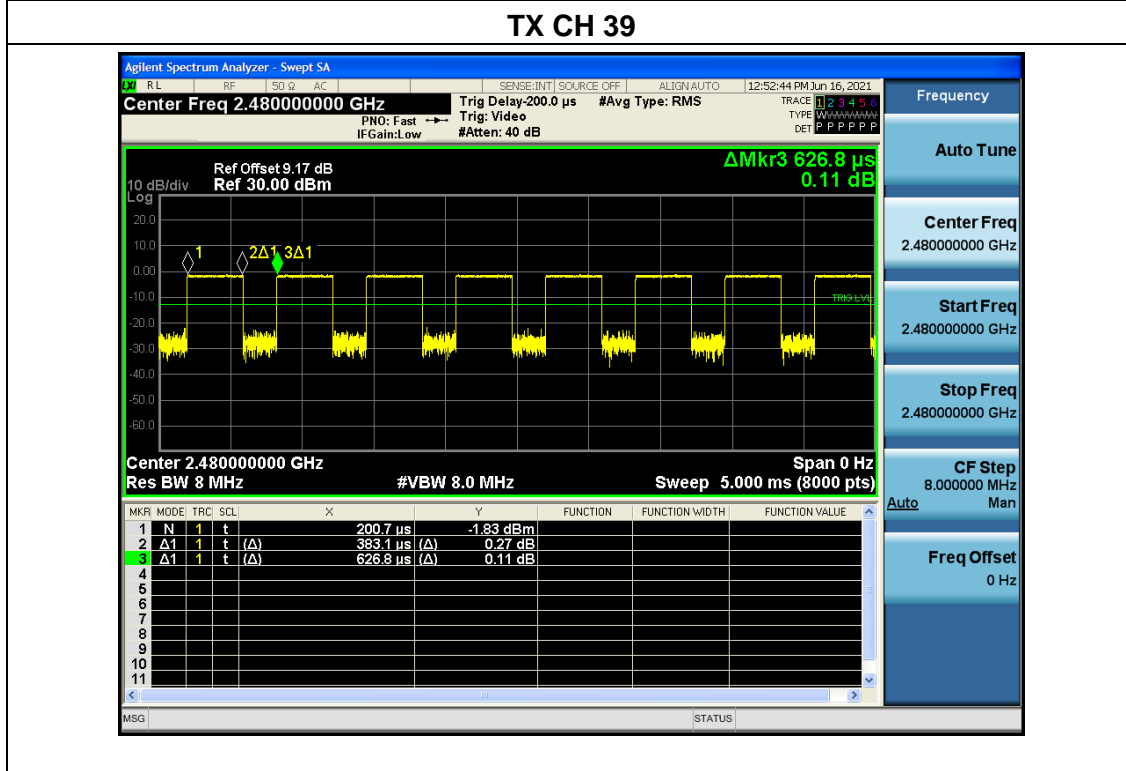 TX CH 39
Agilent Spectrum Analyzer - Swept SA
LXI RL RF 50 Ω AC SENSE:INT SOURCE OFF ALIGN AUTO 12:52:44 PM Jun 16, 2021
Center Freq 2.480000000 GHz Trig Delay-200.0 µs #Avg Type: RMS TRACE 1 2 3 4 5 6
PNO: Fast Trig: Video TYPE WWWWWW
IFGain:Low #Atten: 40 dB DET P P P P P P
Frequency
Auto Tune
ΔMkr3 626.8 µs
0.11 dB
Ref Offset 9.17 dB
10 dB/div Ref 30.00 dBm
Log
20.0
10.0
0.00
-10.0
-20.0
-30.0
-40.0
-50.0
-60.0
1 2Δ1 3Δ1
TRIG LVL
Center 2.480000000 GHz Span 0 Hz
Res BW 8 MHz #VBW 8.0 MHz Sweep 5.000 ms (8000 pts)
Center Freq
2.480000000 GHz
Start Freq
2.480000000 GHz
Stop Freq
2.480000000 GHz
CF Step
8.000000 MHz
Auto Man
Freq Offset
0 Hz
MKR MODE TRC SCL X Y FUNCTION FUNCTION WIDTH FUNCTION VALUE
1 N 1 t 200.7 µs -1.83 dBm
2 Δ1 1 t (Δ) 383.1 µs (Δ) 0.27 dB
3 Δ1 1 t (Δ) 626.8 µs (Δ) 0.11 dB
4
5
6
7
8
9
10
11
MSG STATUS